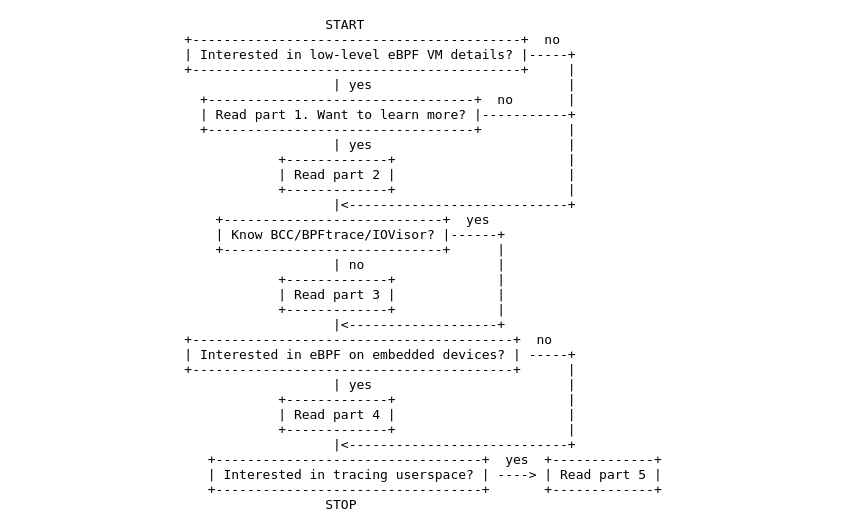 START
no
Interested in low-level eBPF VM details?
yes
no
Read part 1. Want to learn more?
yes
Read part 2
yes
Know BCC/BPFtrace/IOVisor?
no
Read part 3
no
Interested in eBPF on embedded devices?
yes
Read part 4
yes
Interested in tracing userspace? Read part 5
STOP